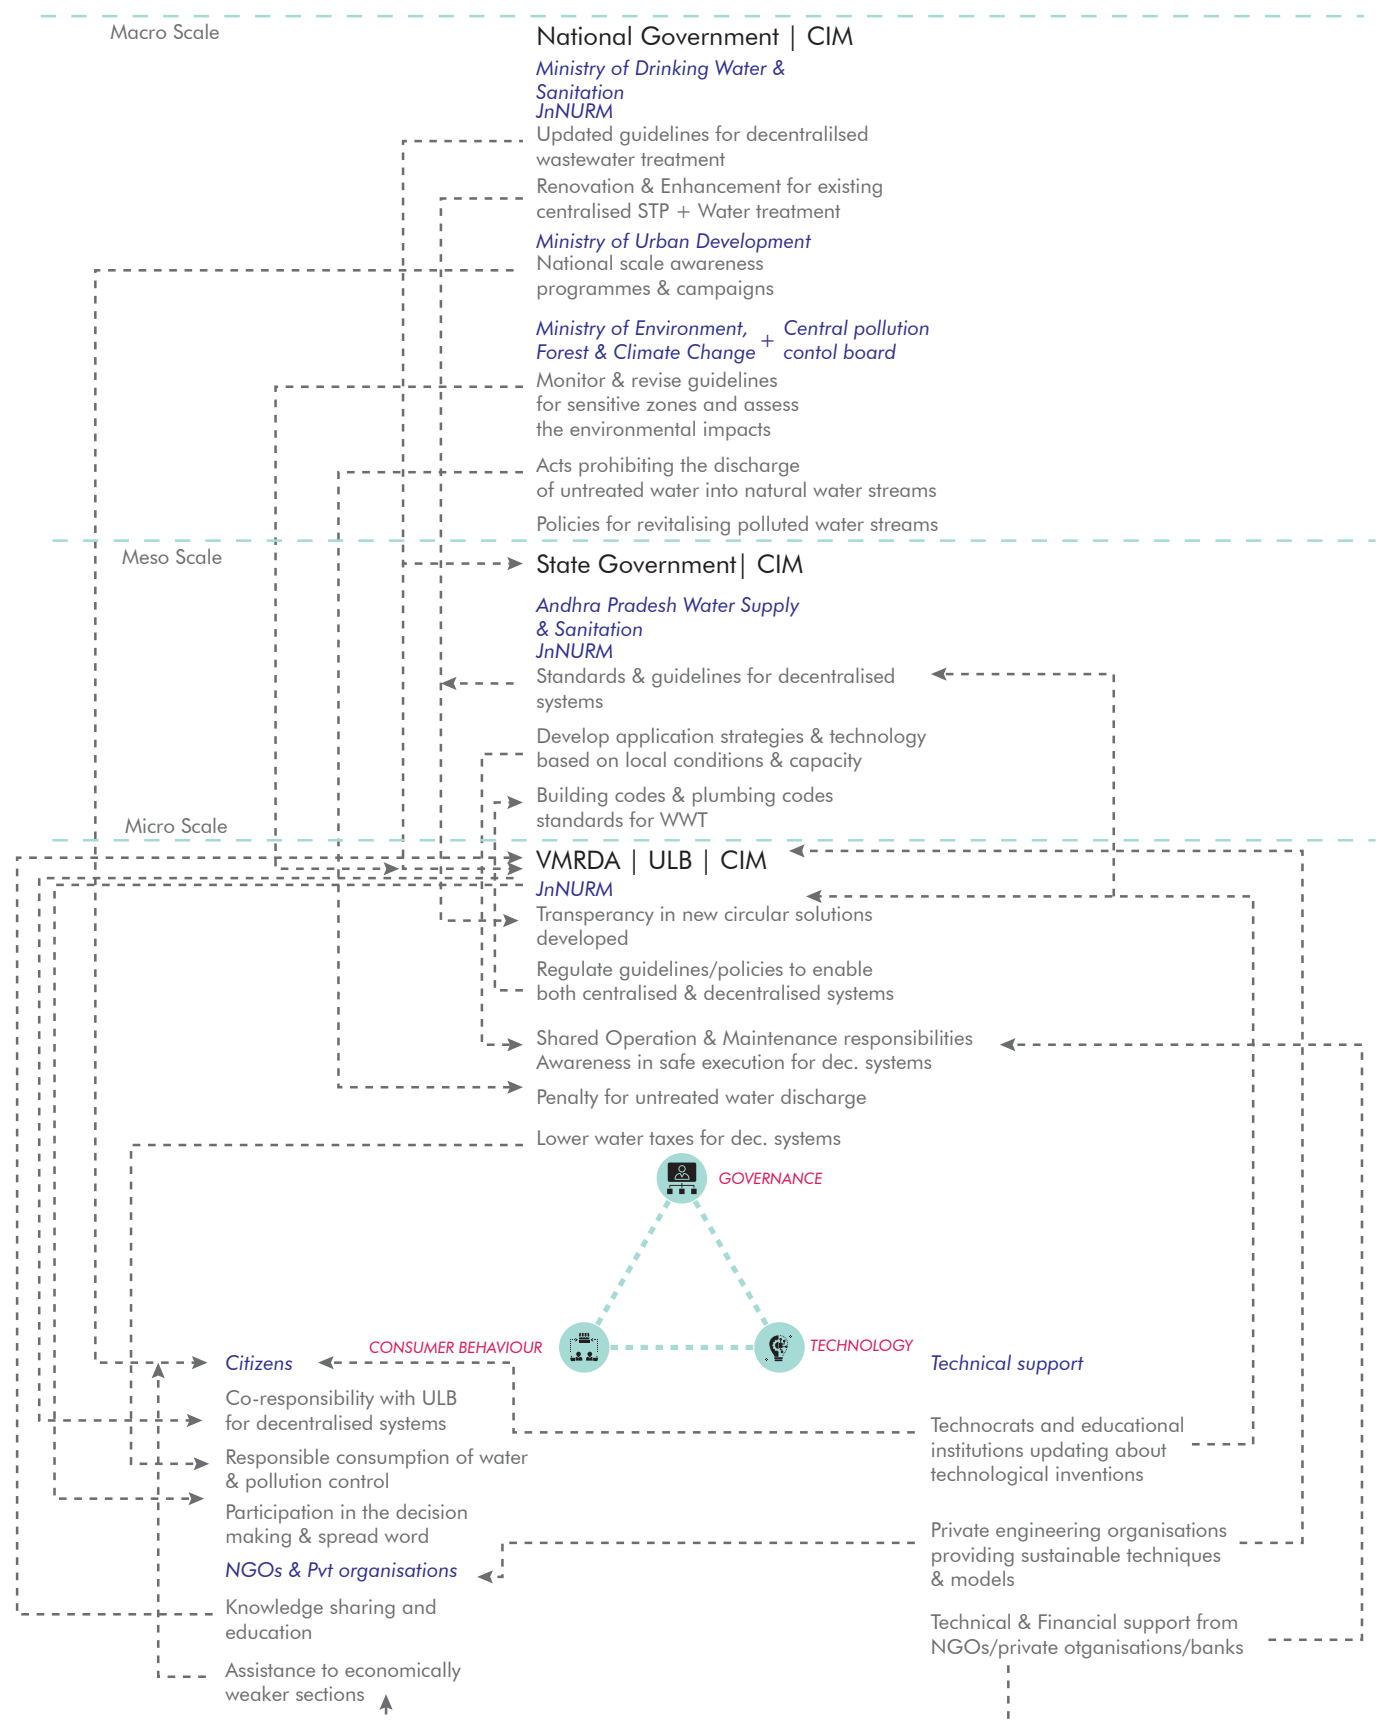 Macro Scale
National Government | CIM
Ministry of Drinking Water &
Sanitation
JnNURM
Updated guidelines for decentralilsed
wastewater treatment
Renovation & Enhancement for existing
centralised STP + Water treatment
Ministry of Urban Development
National scale awareness
programmes & campaigns
Ministry of Environment,
Forest & Climate Change
+
Central pollution
contol board
Monitor & revise guidelines
for sensitive zones and assess
the environmental impacts
Acts prohibiting the discharge
of untreated water into natural water streams
Policies for revitalising polluted water streams
Meso Scale
State Government| CIM
Andhra Pradesh Water Supply
& Sanitation
JnNURM
Standards & guidelines for decentralised
systems
Develop application strategies & technology
based on local conditions & capacity
Building codes & plumbing codes
standards for WWT
Micro Scale
VMRDA | ULB | CIM
JnNURM
Transperancy in new circular solutions
developed
Regulate guidelines/policies to enable
both centralised & decentralised systems
Shared Operation & Maintenance responsibilities
Awareness in safe execution for dec. systems
Penalty for untreated water discharge
Lower water taxes for dec. systems
GOVERNANCE
CONSUMER BEHAVIOUR
TECHNOLOGY
Citizens
Co-responsibility with ULB
for decentralised systems
Responsible consumption of water
& pollution control
Participation in the decision
making & spread word
NGOs & Pvt organisations
Knowledge sharing and
education
Assistance to economically
weaker sections
Technical support
Technocrats and educational
institutions updating about
technological inventions
Private engineering organisations
providing sustainable techniques
& models
Technical & Financial support from
NGOs/private otganisations/banks